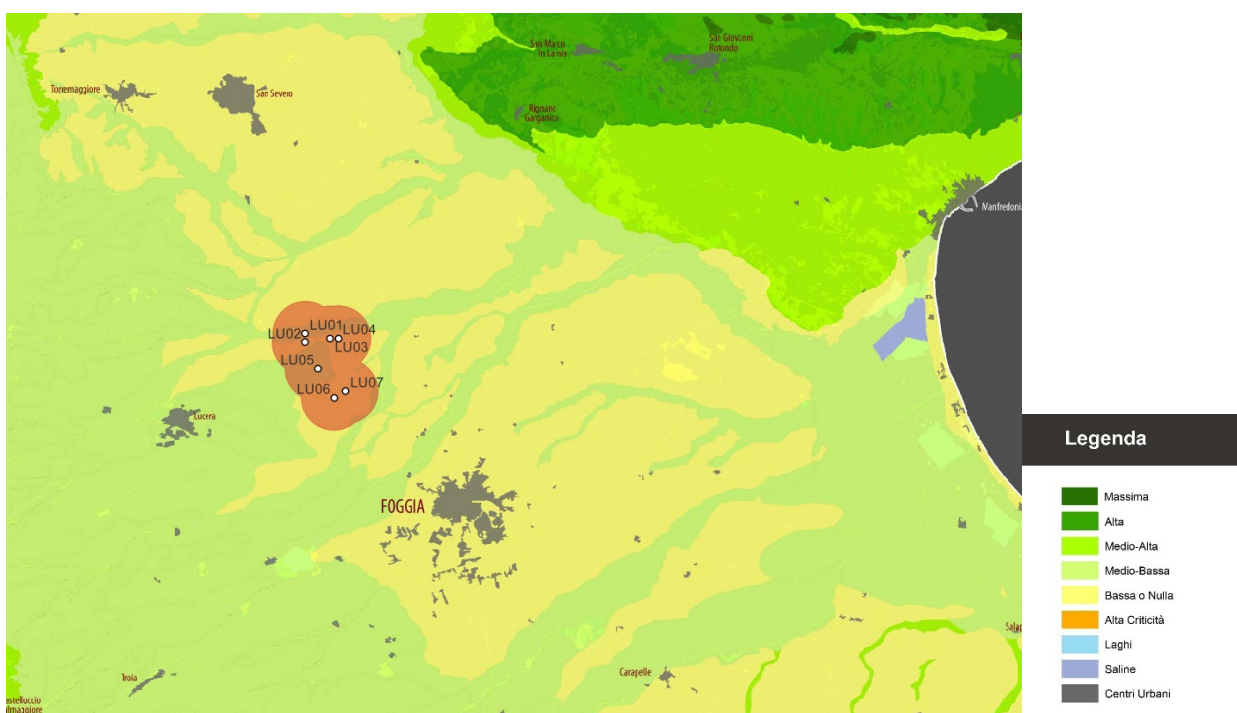 San Marco
In Lamis
San Giovanni
Rotondo
Torremaggiore
San Severo
Rignano
Garganica
Manfredonia
LU01
LU04
LU02
LU03
LU05
LU07
LU06
Lucera
FOGGIA
Troia
Carapelle
Legenda
Massima
Alta
Medio-Alta
Medio-Bassa
Bassa o Nulla
Alta Criticità
Laghi
Saline
Centri Urbani